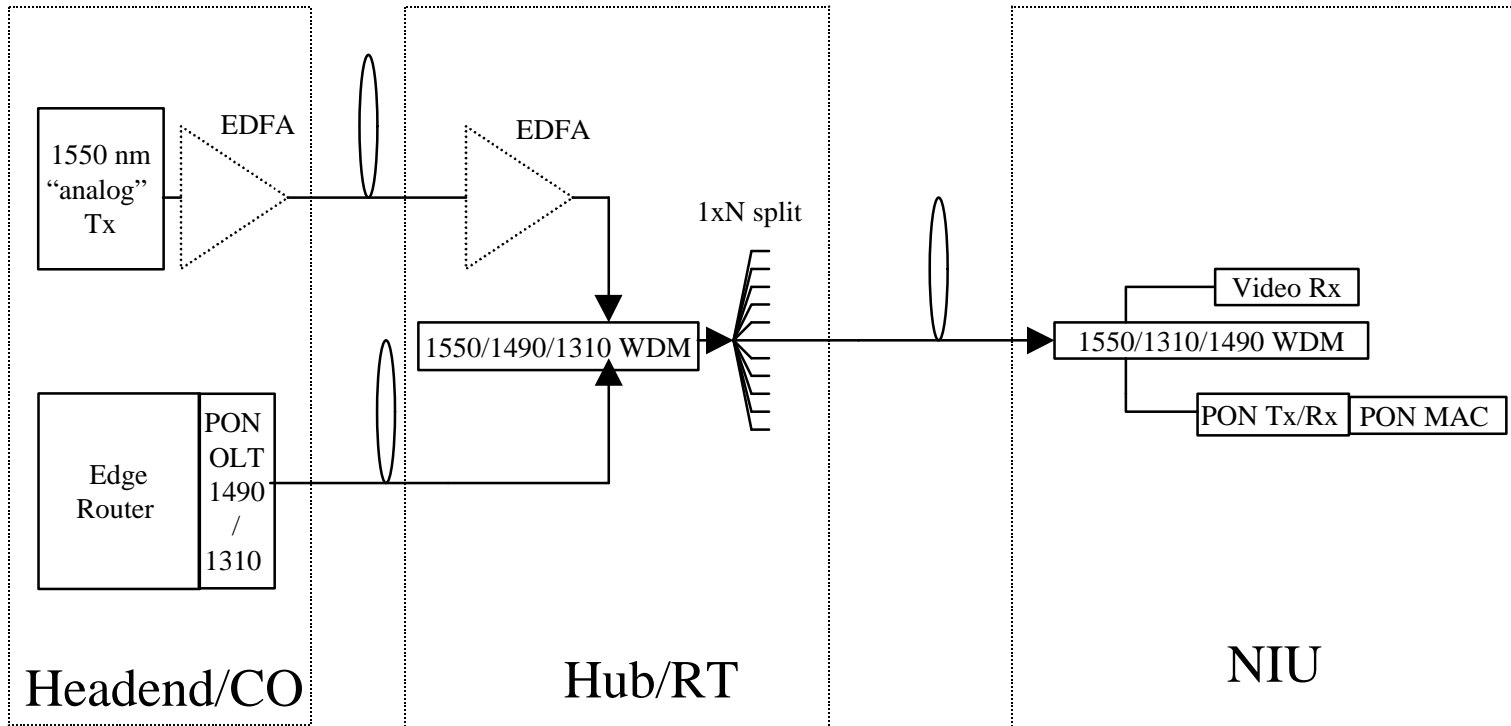 EDFA
1550 nm
“analog”
Tx
EDFA
1xN split
Video Rx
1550/1490/1310 WDM
1550/1310/1490 WDM
PON
OLT
1490
/
1310
Edge
Router
PON Tx/Rx
PON MAC
Headend/CO
Hub/RT
NIU